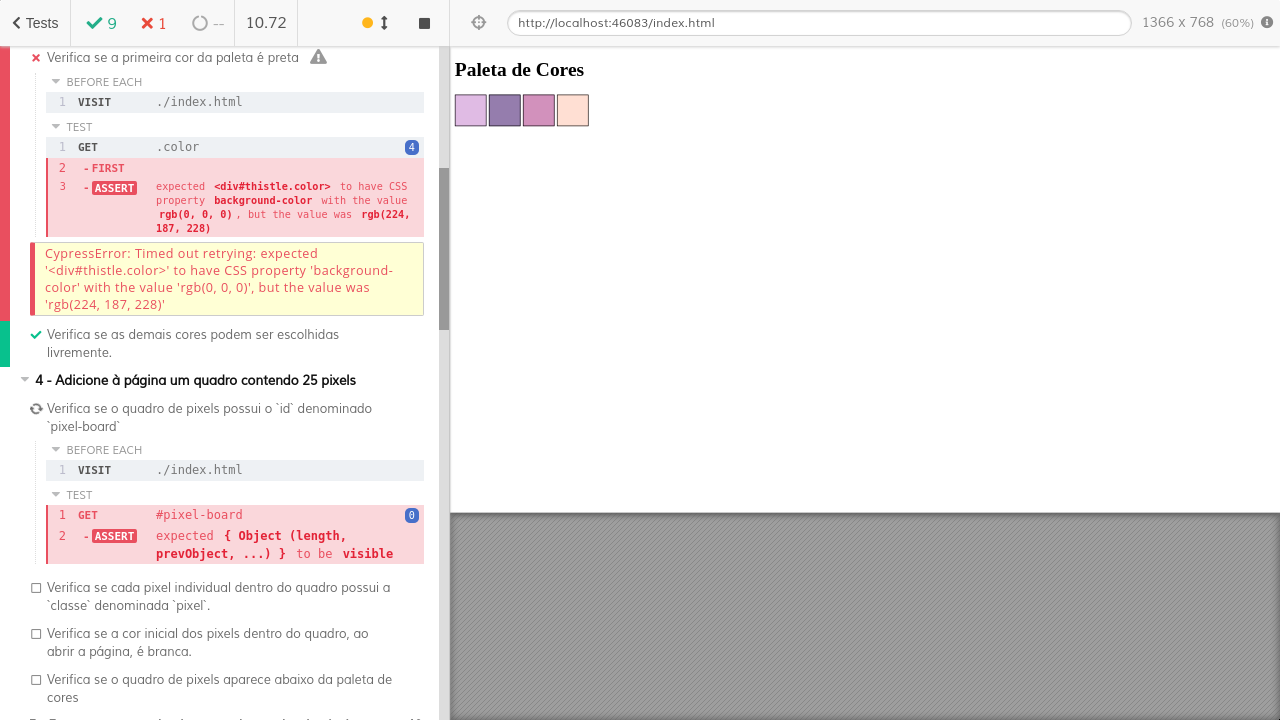 Tests
9
1
--
10.72
http://localhost:46083/index.html
1366 x 768 (60%)
Verifica se a primeira cor da paleta é preta
BEFORE EACH
1 VISIT ./index.html
TEST
1 GET .color 4
2 - FIRST
3 - ASSERT expected <div#thistle.color> to have CSS
property background-color with the value
rgb(0, 0, 0), but the value was rgb(224,
187, 228)
CypressError: Timed out retrying: expected
'<div#thistle.color>' to have CSS property 'background-
color' with the value 'rgb(0, 0, 0)', but the value was
'rgb(224, 187, 228)'
Verifica se as demais cores podem ser escolhidas
livremente.
4 - Adicione à página um quadro contendo 25 pixels
Verifica se o quadro de pixels possui o `id` denominado
`pixel-board`
BEFORE EACH
1 VISIT ./index.html
TEST
1 GET #pixel-board 0
2 - ASSERT expected { Object (length,
prevObject, ...) } to be visible
Verifica se cada pixel individual dentro do quadro possui a
`classe` denominada `pixel`.
Verifica se a cor inicial dos pixels dentro do quadro, ao
abrir a página, é branca.
Verifica se o quadro de pixels aparece abaixo da paleta de
cores
Paleta de Cores